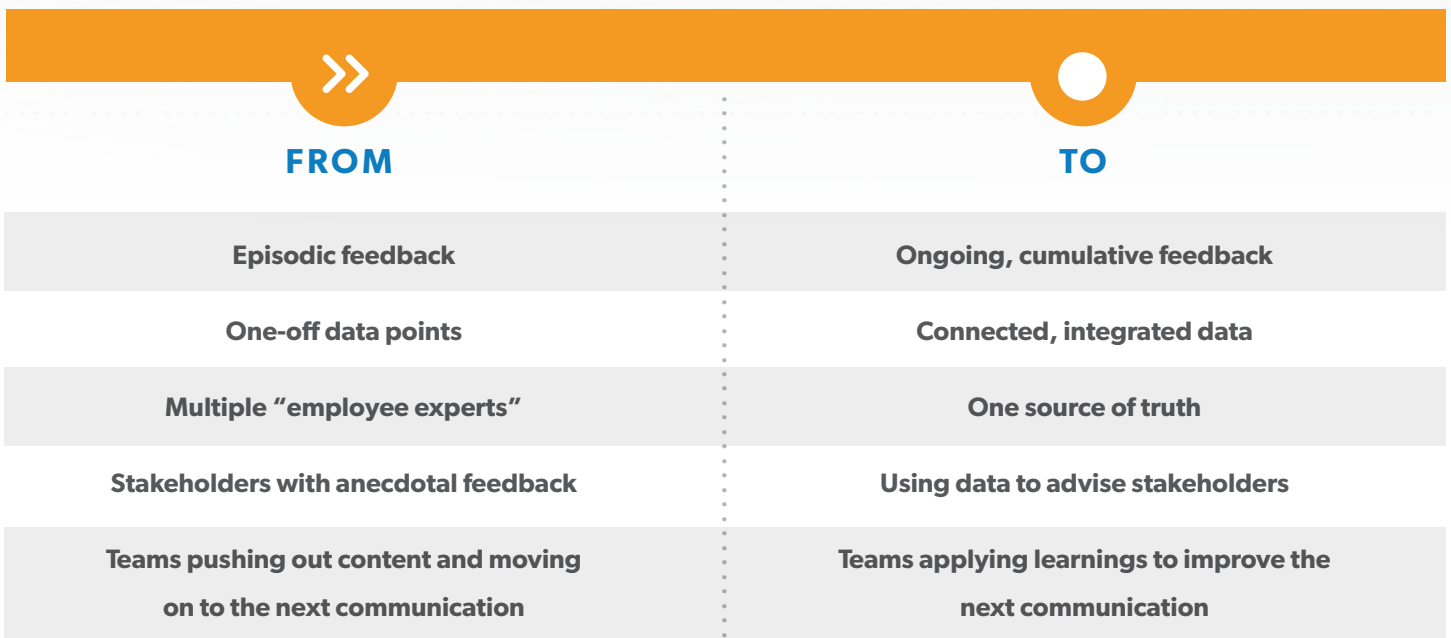 FROM
TO
Episodic feedback
Ongoing, cumulative feedback
One-off data points
Connected, integrated data
Multiple “employee experts”
One source of truth
Stakeholders with anecdotal feedback
Using data to advise stakeholders
Teams pushing out content and moving
on to the next communication
Teams applying learnings to improve the
next communication